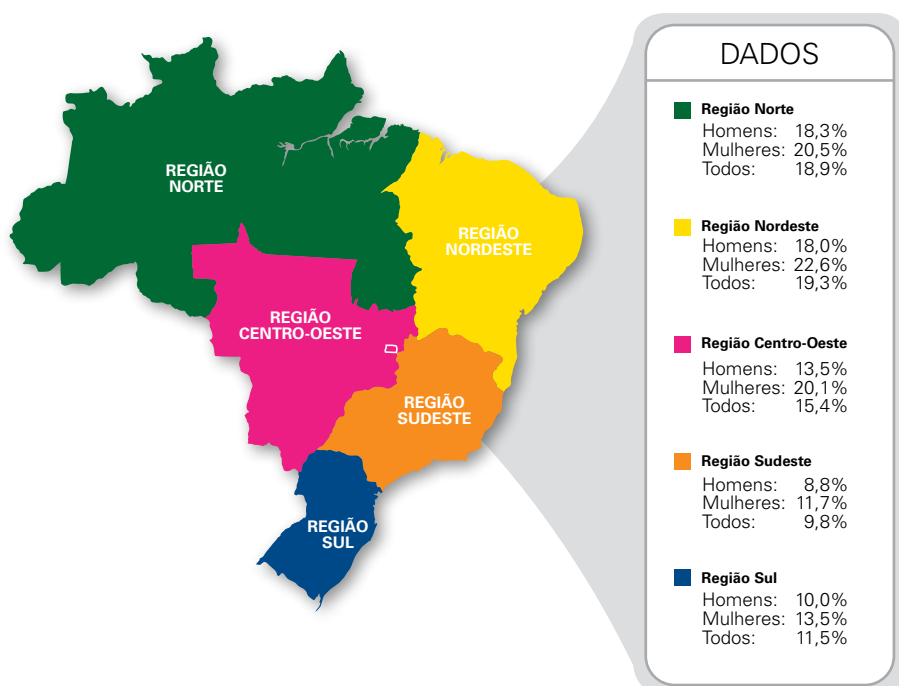 REGIÃO
NORTE
REGIÃO
NORDESTE
REGIÃO
CENTRO-OESTE
REGIÃO
SUDESTE
REGIÃO
SUL
DADOS
Região Norte
Homens: 18,3%
Mulheres: 20,5%
Todos: 18,9%
Região Nordeste
Homens: 18,0%
Mulheres: 22,6%
Todos: 19,3%
Região Centro-Oeste
Homens: 13,5%
Mulheres: 20,1%
Todos: 15,4%
Região Sudeste
Homens: 8,8%
Mulheres: 11,7%
Todos: 9,8%
Região Sul
Homens: 10,0%
Mulheres: 13,5%
Todos: 11,5%